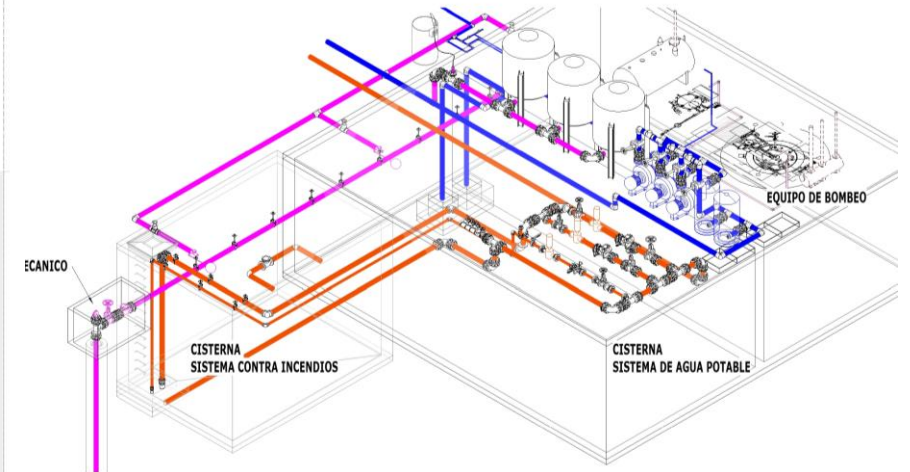 EQUIPO DE BOMBEO
ECANICO
CISTERNA
SISTEMA CONTRA INCENDIOS
CISTERNA
SISTEMA DE AGUA POTABLE